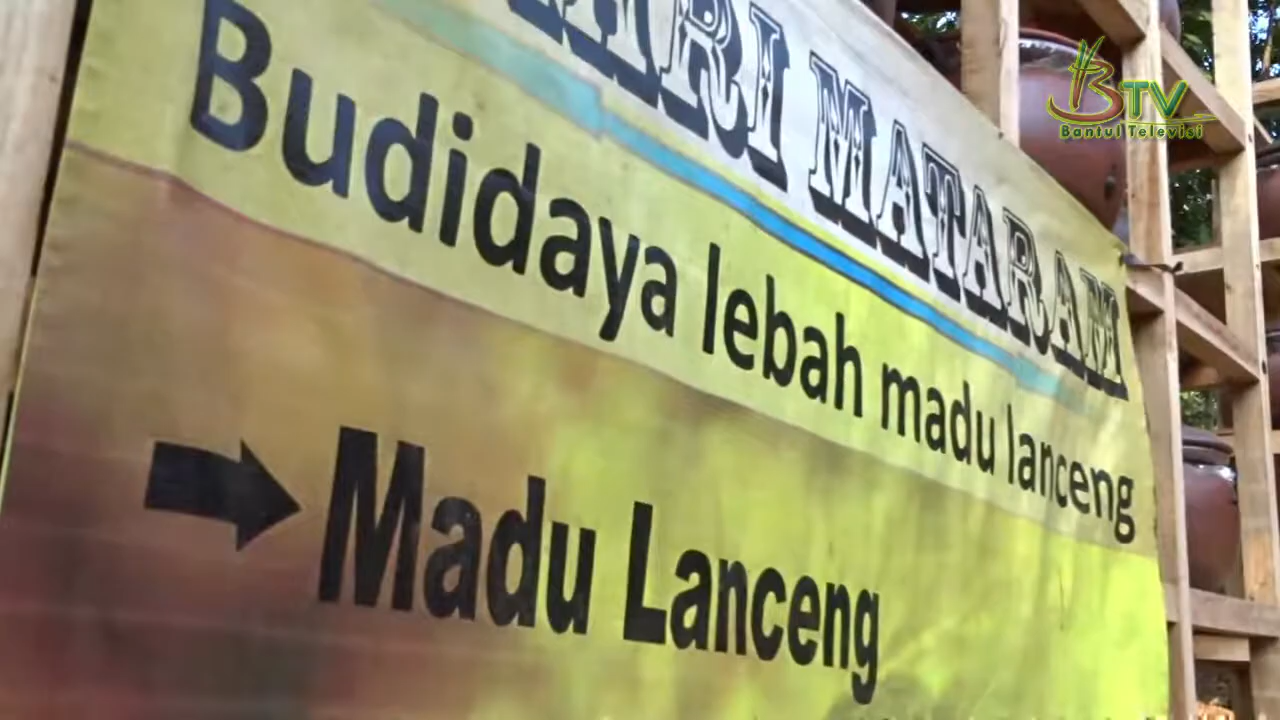 MATARAM
Budidaya lebah madu lanceng
Madu Lanceng
BTV
Bantul Televisi